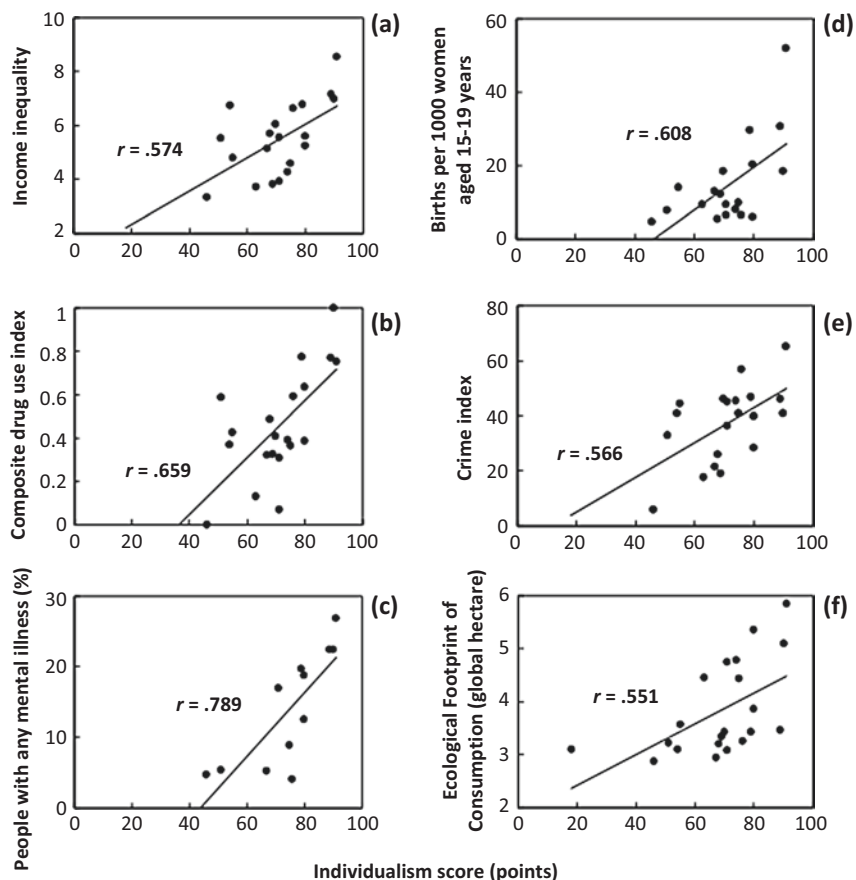 (a)
Income inequality
10
8
6
4
2
r = .574
0 20 40 60 80 100
(d)
Births per 1000 women
aged 15-19 years
60
40
20
0
r = .608
0 20 40 60 80 100
(b)
Composite drug use index
1
0.8
0.6
0.4
0.2
0
r = .659
0 20 40 60 80 100
(e)
Crime index
80
60
40
20
0
r = .566
0 20 40 60 80 100
(c)
People with any mental illness (%)
30
20
10
0
r = .789
0 20 40 60 80 100
(f)
Ecological Footprint of
Consumption (global hectare)
6
5
4
3
2
r = .551
0 20 40 60 80 100
Individualism score (points)